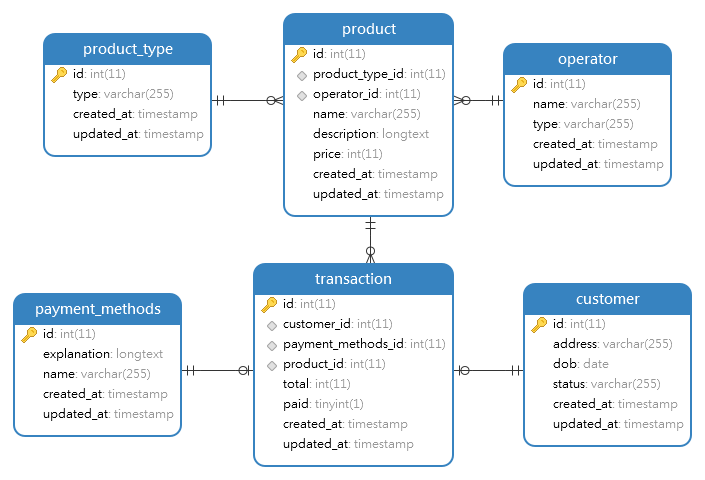 product_type
id: int(11)
type: varchar(255)
created_at: timestamp
updated_at: timestamp
product
id: int(11)
product_type_id: int(11)
operator_id: int(11)
name: varchar(255)
description: longtext
price: int(11)
created_at: timestamp
updated_at: timestamp
operator
id: int(11)
name: varchar(255)
type: varchar(255)
created_at: timestamp
updated_at: timestamp
payment_methods
id: int(11)
explanation: longtext
name: varchar(255)
created_at: timestamp
updated_at: timestamp
transaction
id: int(11)
customer_id: int(11)
payment_methods_id: int(11)
product_id: int(11)
total: int(11)
paid: tinyint(1)
created_at: timestamp
updated_at: timestamp
customer
id: int(11)
address: varchar(255)
dob: date
status: varchar(255)
created_at: timestamp
updated_at: timestamp